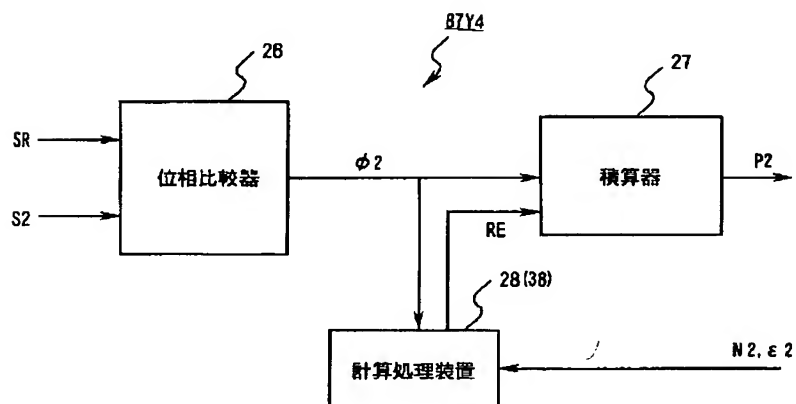 87Y4
26
27
SR
S2
位相比較器
φ2
積算器
P2
RE
28(38)
計算処理装置
N2,ε2